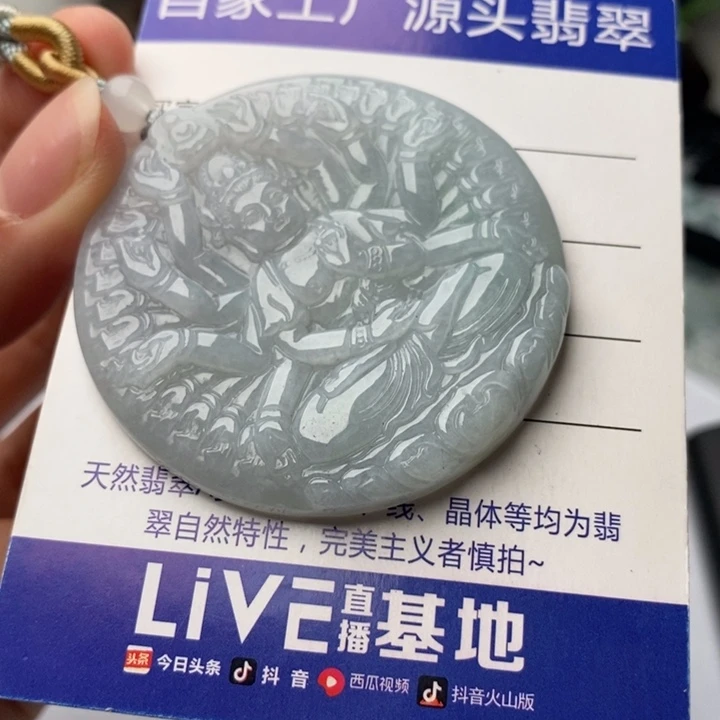 自家工厂 源头翡翠
天然翡翠
线、晶体等均为翡
翠自然特性，完美主义者慎拍~
LiVE直播基地
头条 今日头条 抖音 西瓜视频 抖音火山版